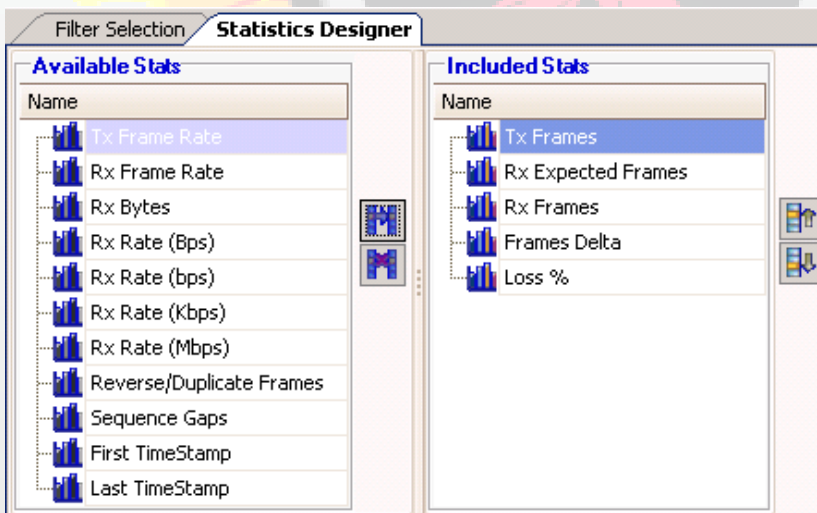 Filter Selection
Statistics Designer
Available Stats
Name
Tx Frame Rate
Rx Frame Rate
Rx Bytes
Rx Rate (Bps)
Rx Rate (bps)
Rx Rate (Kbps)
Rx Rate (Mbps)
Reverse/Duplicate Frames
Sequence Gaps
First TimeStamp
Last TimeStamp
Included Stats
Name
Tx Frames
Rx Expected Frames
Rx Frames
Frames Delta
Loss %